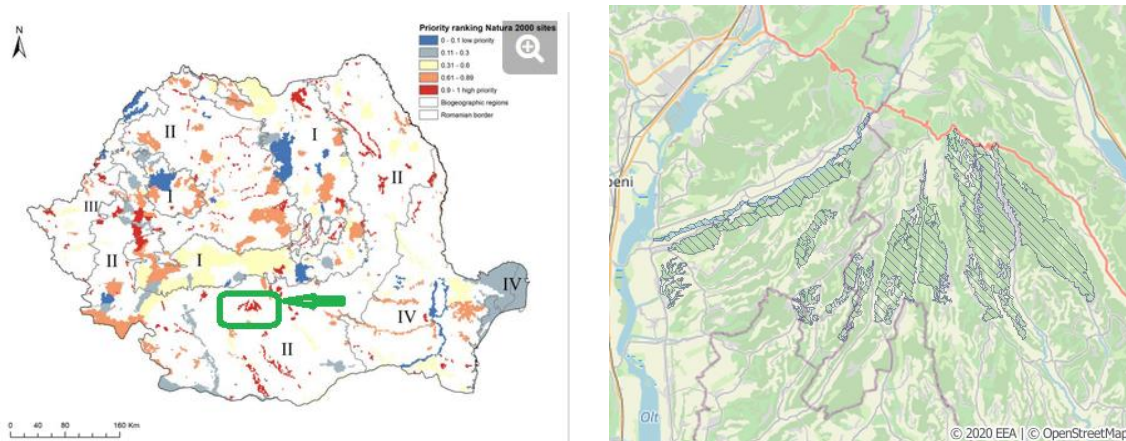 N
Priority ranking Natura 2000 sites
0 - 0.1 low priority
0.11 - 0.3
0.31 - 0.6
0.61 - 0.89
0.9 - 1 high priority
Biogeographic regions
Romanian border
II
I
II
III
I
II
I
IV
IV
II
0 40 80 160 Km
beni
Olt
© 2020 EEA | © OpenStreetMap